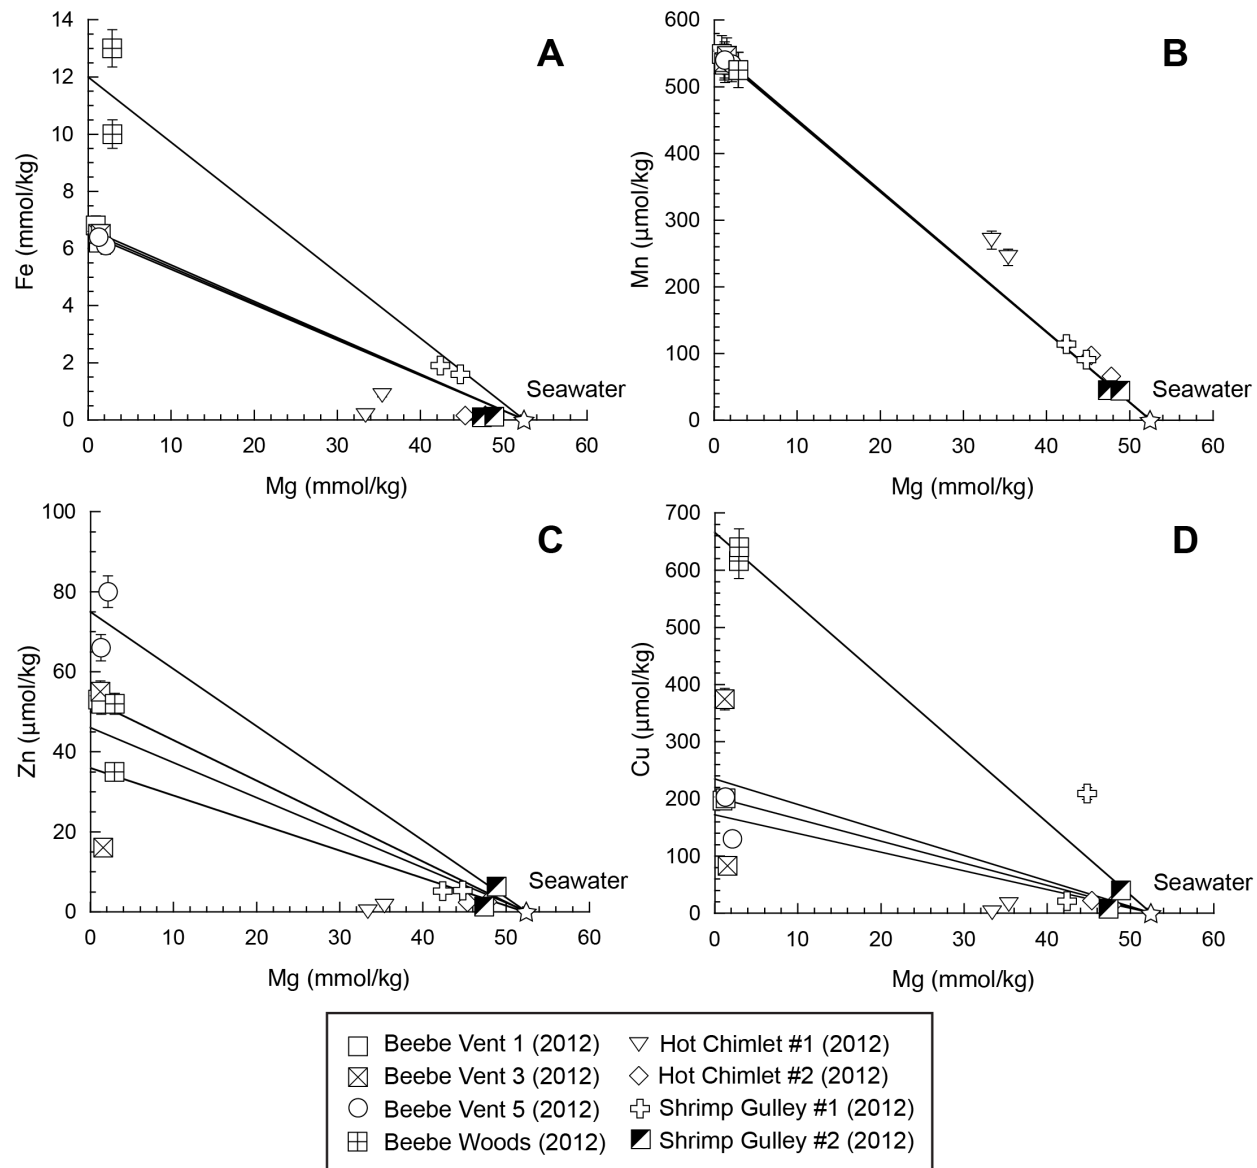 A
14
12
10
8
6
4
2
0
Fe (mmol/kg)
0 10 20 30 40 50 60
Mg (mmol/kg)
Seawater
B
600
500
400
300
200
100
0
Mn (µmol/kg)
0 10 20 30 40 50 60
Mg (mmol/kg)
Seawater
C
100
80
60
40
20
0
Zn (µmol/kg)
0 10 20 30 40 50 60
Mg (mmol/kg)
Seawater
D
700
600
500
400
300
200
100
0
Cu (µmol/kg)
0 10 20 30 40 50 60
Mg (mmol/kg)
Seawater
Beebe Vent 1 (2012)
Beebe Vent 3 (2012)
Beebe Vent 5 (2012)
Beebe Woods (2012)
Hot Chimlet #1 (2012)
Hot Chimlet #2 (2012)
Shrimp Gulley #1 (2012)
Shrimp Gulley #2 (2012)